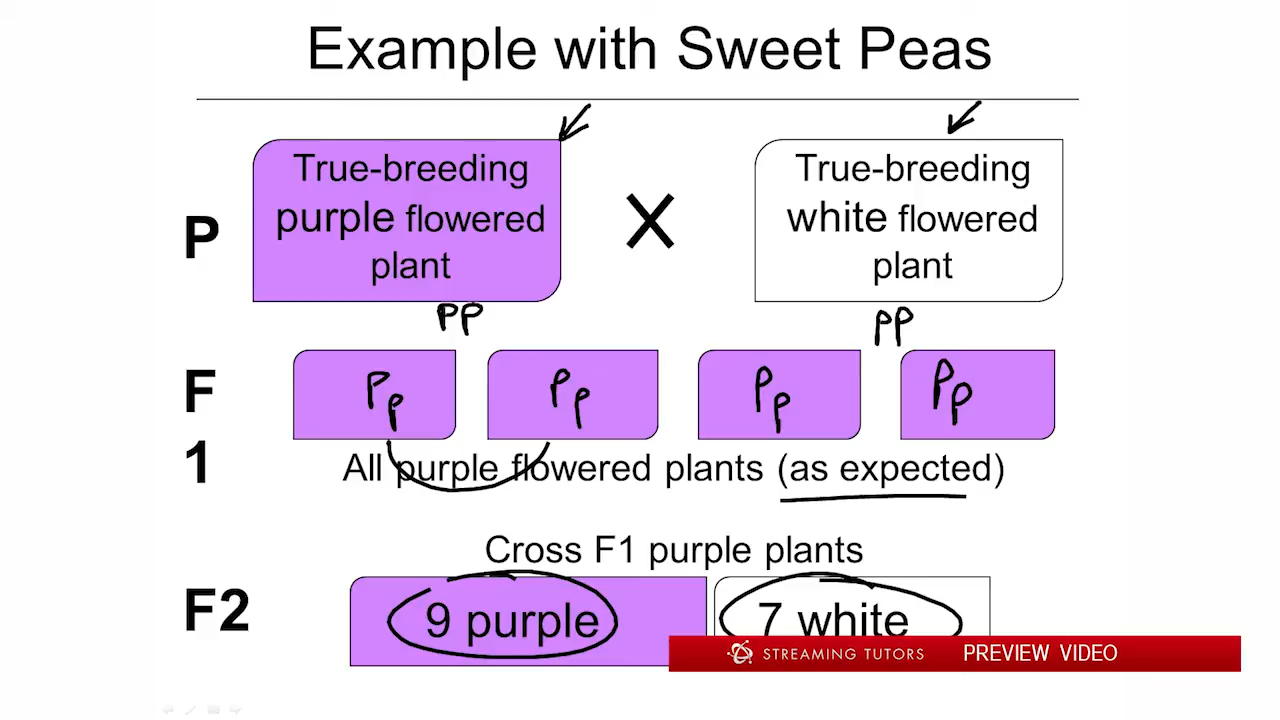 Example with Sweet Peas
True-breeding
purple flowered
plant
X
True-breeding
white flowered
plant
P
PP
pp
F
1
Pp
Pp
Pp
Pp
All purple flowered plants (as expected)
Cross F1 purple plants
F2
9 purple
7 white
STREAMING TUTORS PREVIEW VIDEO